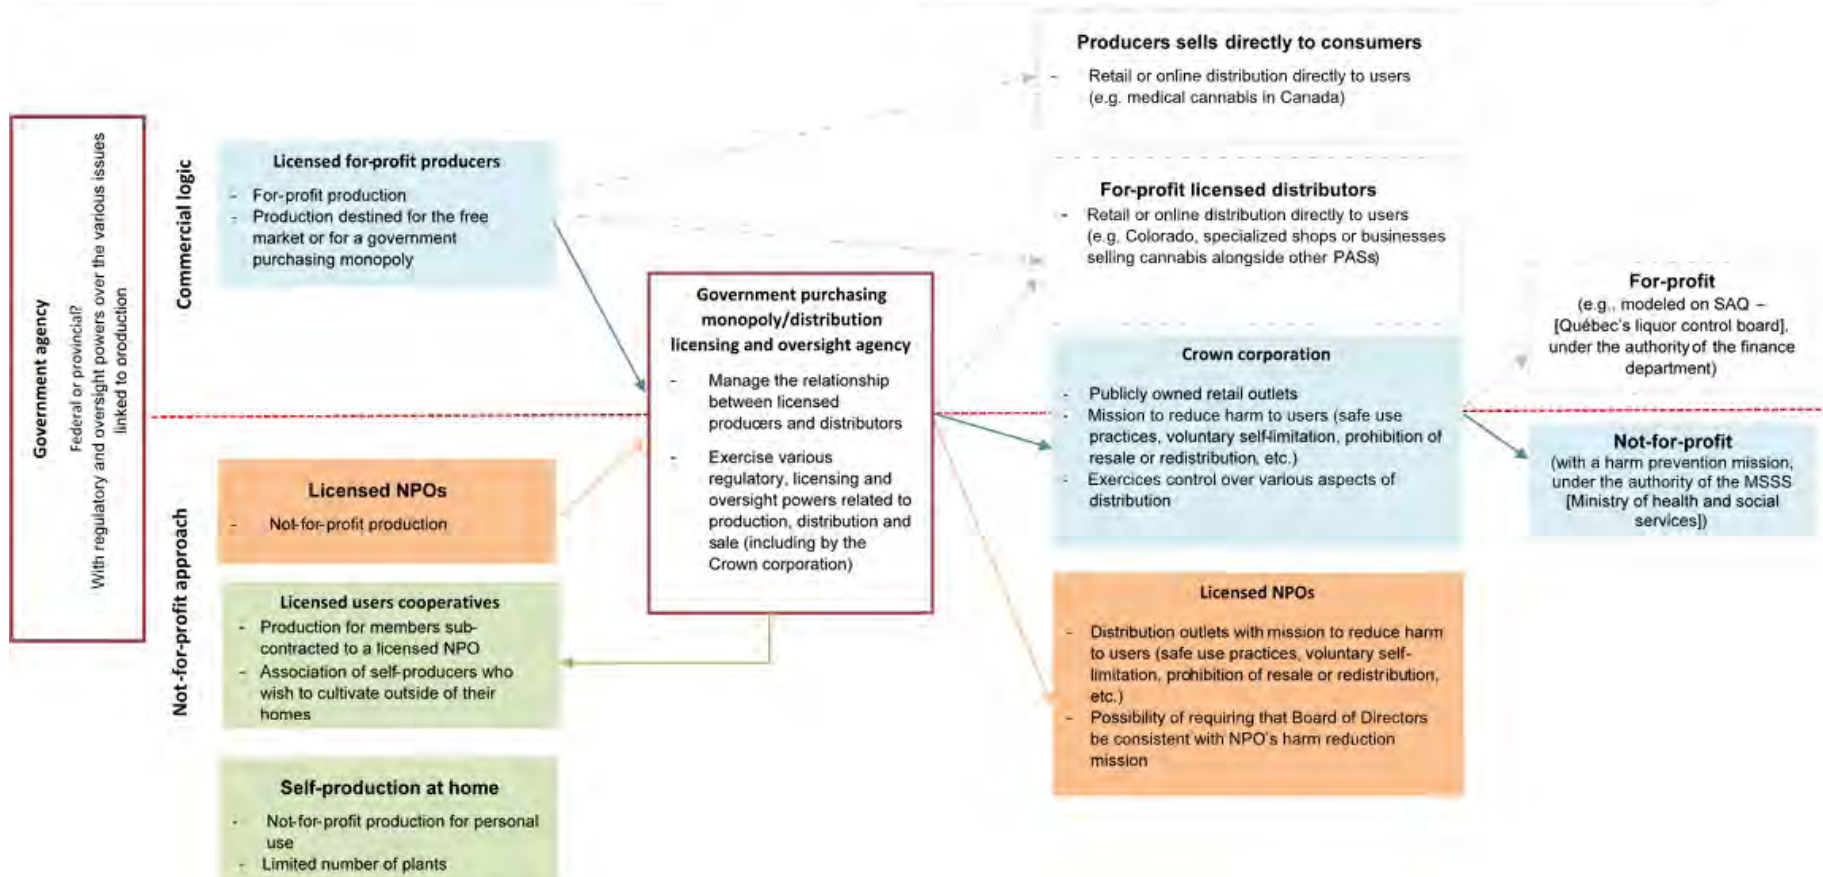 Government agency
Federal or provincial?
With regulatory and oversight powers over the various issues
linked to production
Commercial logic
Not-for-profit approach
Licensed for-profit producers
- For-profit production
- Production destined for the free
market or for a government
purchasing monopoly
Licensed NPOs
- Not-for-profit production
Licensed users cooperatives
- Production for members sub-
contracted to a licensed NPO
- Association of self-producers who
wish to cultivate outside of their
homes
Self-production at home
- Not-for-profit production for personal
use
- Limited number of plants
Government purchasing
monopoly/distribution
licensing and oversight agency
- Manage the relationship
between licensed
producers and distributors
- Exercise various
regulatory, licensing and
oversight powers related to
production, distribution and
sale (including by the
Crown corporation)
Producers sells directly to consumers
- Retail or online distribution directly to users
(e.g. medical cannabis in Canada)
For-profit licensed distributors
- Retail or online distribution directly to users
(e.g. Colorado, specialized shops or businesses
selling cannabis alongside other PASs)
Crown corporation
- Publicly owned retail outlets
- Mission to reduce harm to users (safe use
practices, voluntary self-limitation, prohibition of
resale or redistribution, etc.)
- Exercices control over various aspects of
distribution
Licensed NPOs
- Distribution outlets with mission to reduce harm
to users (safe use practices, voluntary self-
limitation, prohibition of resale or redistribution,
etc.)
- Possibility of requiring that Board of Directors
be consistent with NPO's harm reduction
mission
For-profit
(e.g., modeled on SAQ –
[Québec's liquor control board],
under the authority of the finance
department)
Not-for-profit
(with a harm prevention mission,
under the authority of the MSSS
[Ministry of health and social
services])